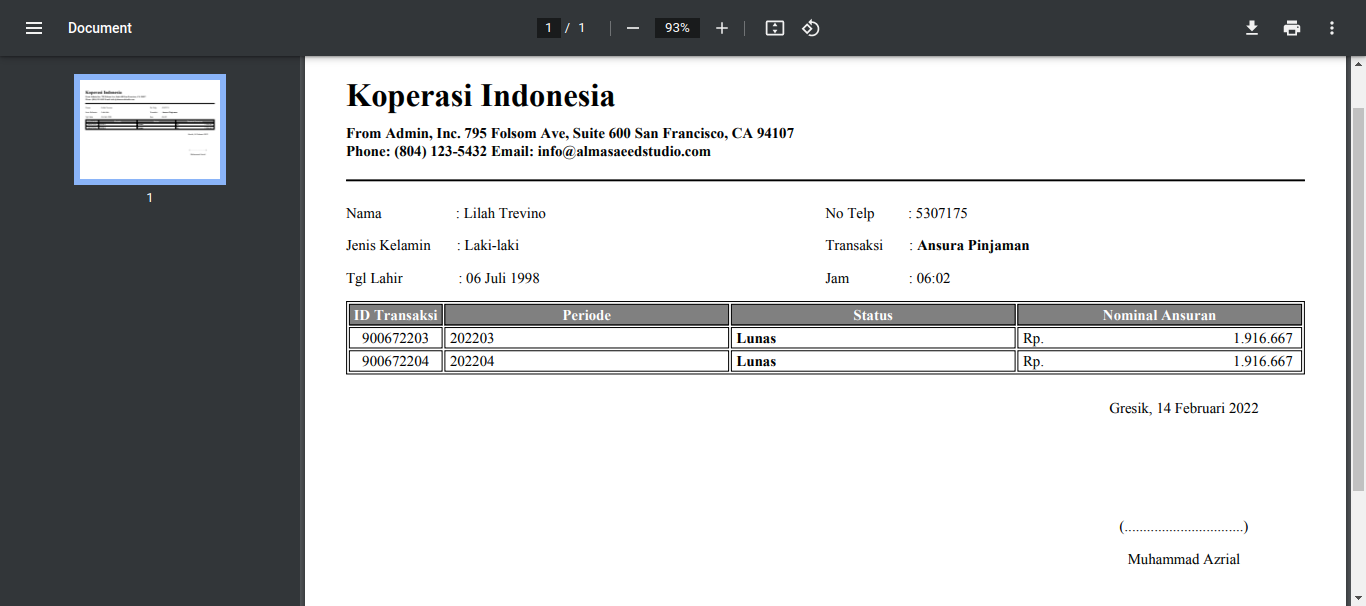 Document
1 / 1
93%
1
Koperasi Indonesia
From Admin, Inc. 795 Folsom Ave, Suite 600 San Francisco, CA 94107
Phone: (804) 123-5432 Email: info@almasaeedstudio.com
Nama : Lilah Trevino No Telp : 5307175
Jenis Kelamin : Laki-laki Transaksi : Ansura Pinjaman
Tgl Lahir : 06 Juli 1998 Jam : 06:02
ID Transaksi Periode Status Nominal Ansuran
900672203 202203 Lunas Rp. 1.916.667
900672204 202204 Lunas Rp. 1.916.667
Gresik, 14 Februari 2022
(................................)
Muhammad Azrial